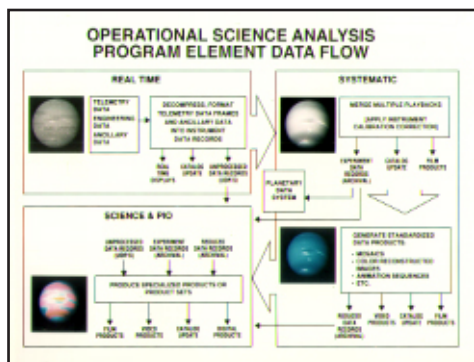 OPERATIONAL SCIENCE ANALYSIS
PROGRAM ELEMENT DATA FLOW
REAL TIME
TELEMETRY DATA
ENGINEERING
DATA
ANCILLARY
DATA
DECOMPRESS, FORMAT
TELEMETRY DATA FRAMES
AND ANCILLARY DATA
INTO INSTRUMENT
DATA RECORDS
REAL
TIME
DISPLAYS
CATALOG
UPDATE
UNPROCESSED
DATA RECORDS
SYSTEMATIC
MERGE MULTIPLE PLAYBACKS
(APPLY INSTRUMENT
CALIBRATION CORRECTION)
EXPERIMENT
DATA
RECORDS
(ARCHIVAL)
CATALOG
UPDATE
FILM
PRODUCTS
PLANETARY
DATA
SYSTEM
GENERATE STANDARDIZED
DATA PRODUCTS:
• MOSAICS
• COLOR RECONSTRUCTED
IMAGES
• ANIMATION SEQUENCES
• ETC.
REDUCED
DATA
RECORDS
(ARCHIVAL)
VIDEO
PRODUCTS
CATALOG
UPDATE
FILM
PRODUCTS
SCIENCE & PIO
UNPROCESSED
DATA RECORDS
EXPERIMENT
DATA RECORDS
(ARCHIVAL)
REDUCED
DATA RECORDS
(ARCHIVAL)
PRODUCE SPECIALIZED PRODUCTS OR
PRODUCT SETS
FILM
PRODUCTS
VIDEO
PRODUCTS
CATALOG
UPDATE
DIGITAL
PRODUCTS